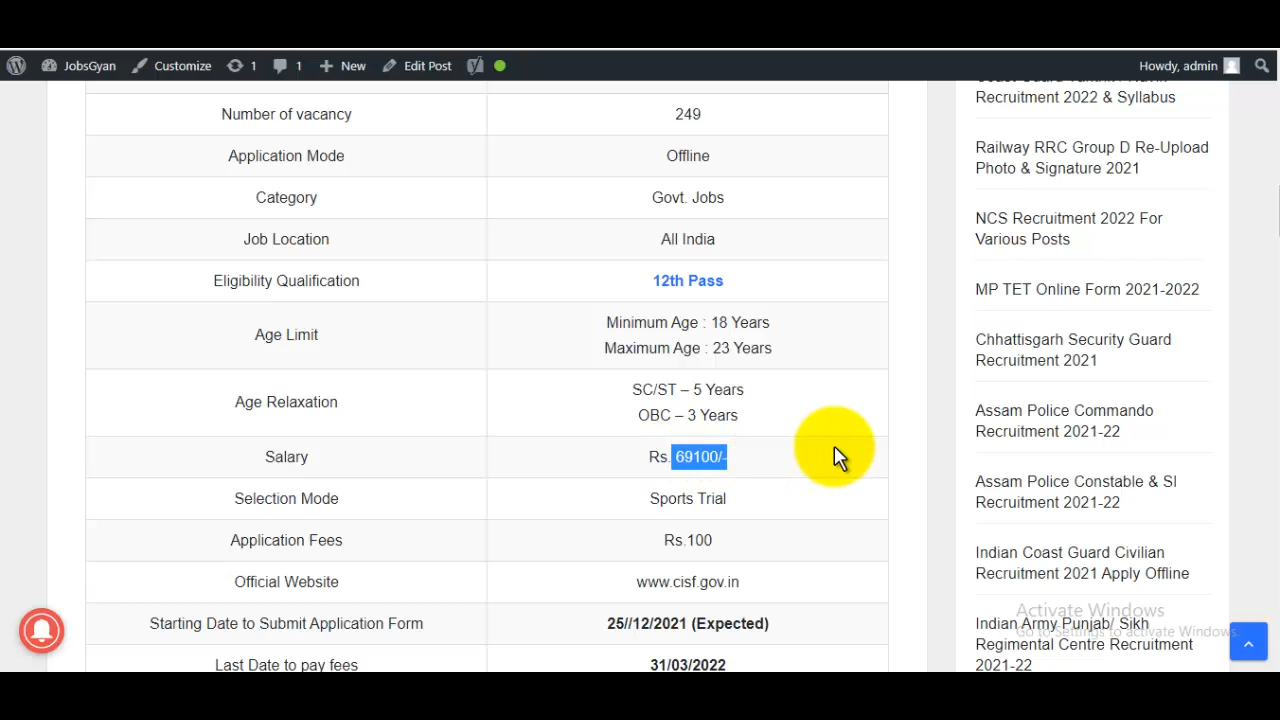 JobsGyan Customize 1 1 New Edit Post Howdy, admin
Number of vacancy 249
Application Mode Offline
Category Govt. Jobs
Job Location All India
Eligibility Qualification 12th Pass
Age Limit Minimum Age : 18 Years
Maximum Age : 23 Years
Age Relaxation SC/ST – 5 Years
OBC – 3 Years
Salary Rs. 69100/-
Selection Mode Sports Trial
Application Fees Rs.100
Official Website www.cisf.gov.in
Starting Date to Submit Application Form 25//12/2021 (Expected)
Last Date to pay fees 31/03/2022
Recruitment 2022 & Syllabus
Railway RRC Group D Re-Upload
Photo & Signature 2021
NCS Recruitment 2022 For
Various Posts
MP TET Online Form 2021-2022
Chhattisgarh Security Guard
Recruitment 2021
Assam Police Commando
Recruitment 2021-22
Assam Police Constable & SI
Recruitment 2021-22
Indian Coast Guard Civilian
Recruitment 2021 Apply Offline
Indian Army Punjab/ Sikh
Regimental Centre Recruitment
2021-22
Activate Windows
Go to Settings to activate Windows.